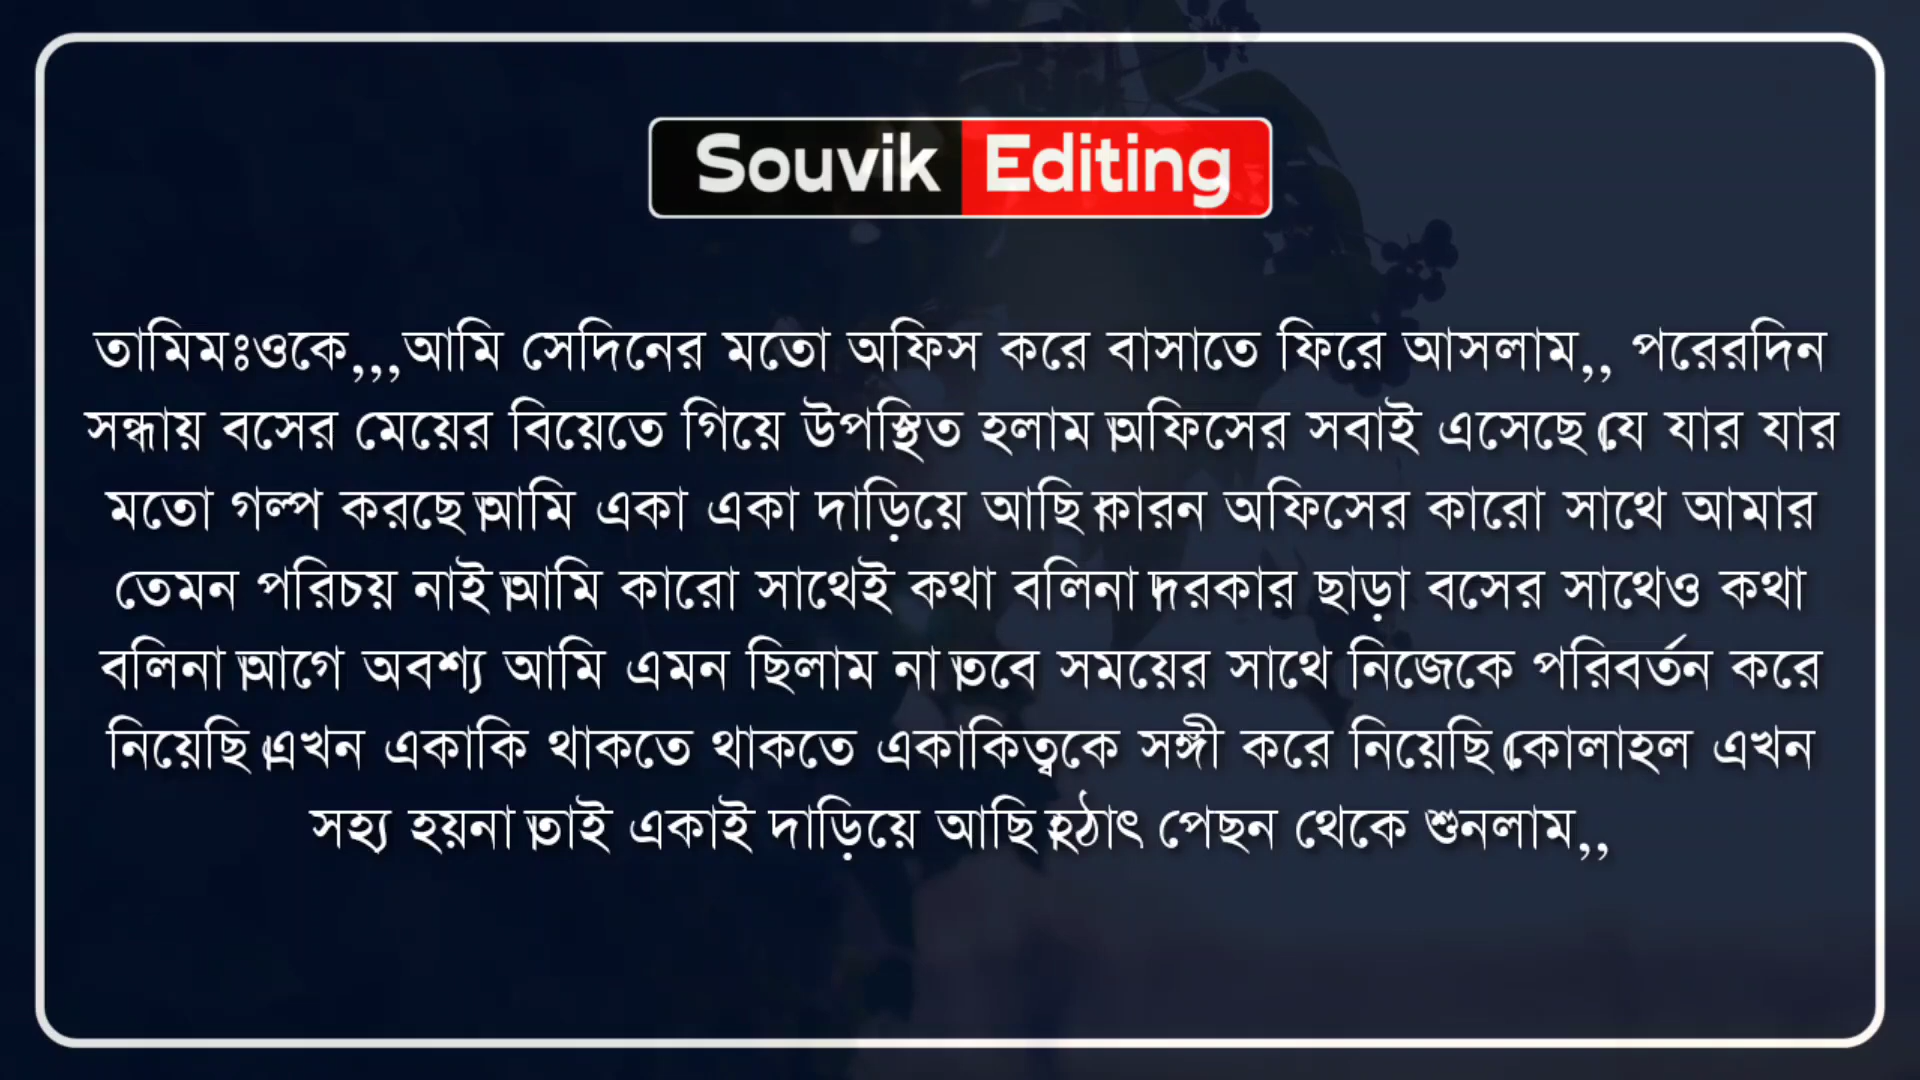 Souvik Editing
তামিমঃওকে,,,আমি সেদিনের মতো অফিস করে বাসাতে ফিরে আসলাম,, পরেরদিন
সন্ধায় বসের মেয়ের বিয়েতে গিয়ে উপস্থিত হলাম।অফিসের সবাই এসেছে।যে যার যার
মতো গল্প করছে।আমি একা একা দাড়িয়ে আছি।কারন অফিসের কারো সাথে আমার
তেমন পরিচয় নাই।আমি কারো সাথেই কথা বলিনা।দরকার ছাড়া বসের সাথেও কথা
বলিনা।আগে অবশ্য আমি এমন ছিলাম না।তবে সময়ের সাথে নিজেকে পরিবর্তন করে
নিয়েছি।এখন একাকি থাকতে থাকতে একাকিত্বকে সঙ্গী করে নিয়েছি।কোলাহল এখন
সহ্য হয়না।তাই একাই দাড়িয়ে আছি।হঠাৎ পেছন থেকে শুনলাম,,